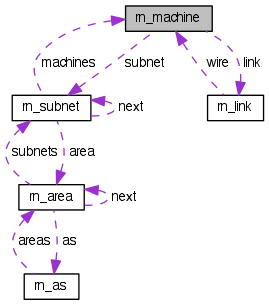 rn_machine
machines
subnet
wire
link
rn_subnet
next
rn_link
subnets
area
rn_area
next
areas
as
rn_as